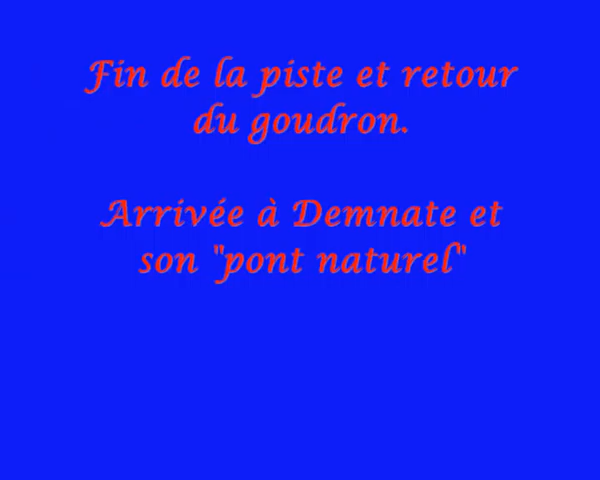 Fin de la piste et retour
du goudron.
Arrivée à Demnate et
son "pont naturel"